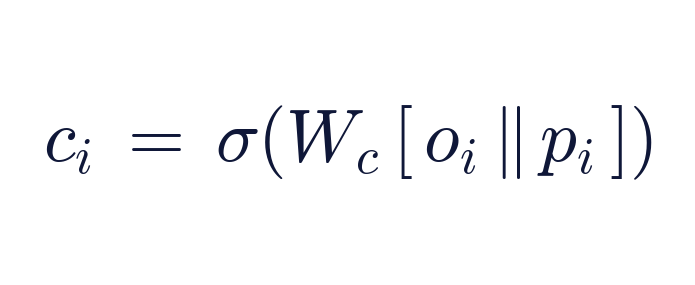 c_i = σ(W_c [ o_i ∥ p_i ])